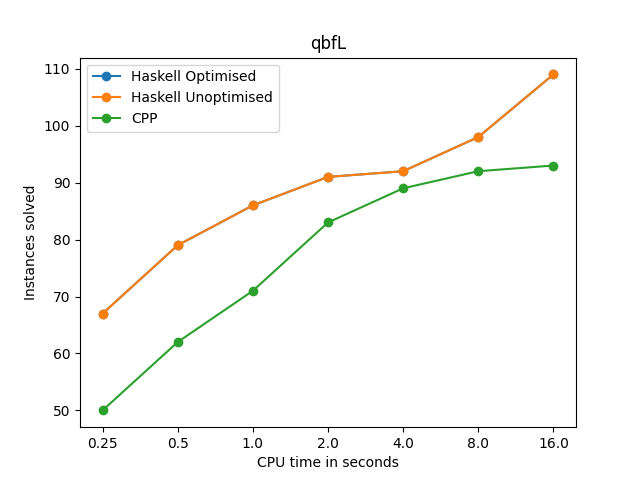 qbfL
Haskell Optimised
Haskell Unoptimised
CPP
Instances solved
110
100
90
80
70
60
50
0.25 0.5 1.0 2.0 4.0 8.0 16.0
CPU time in seconds